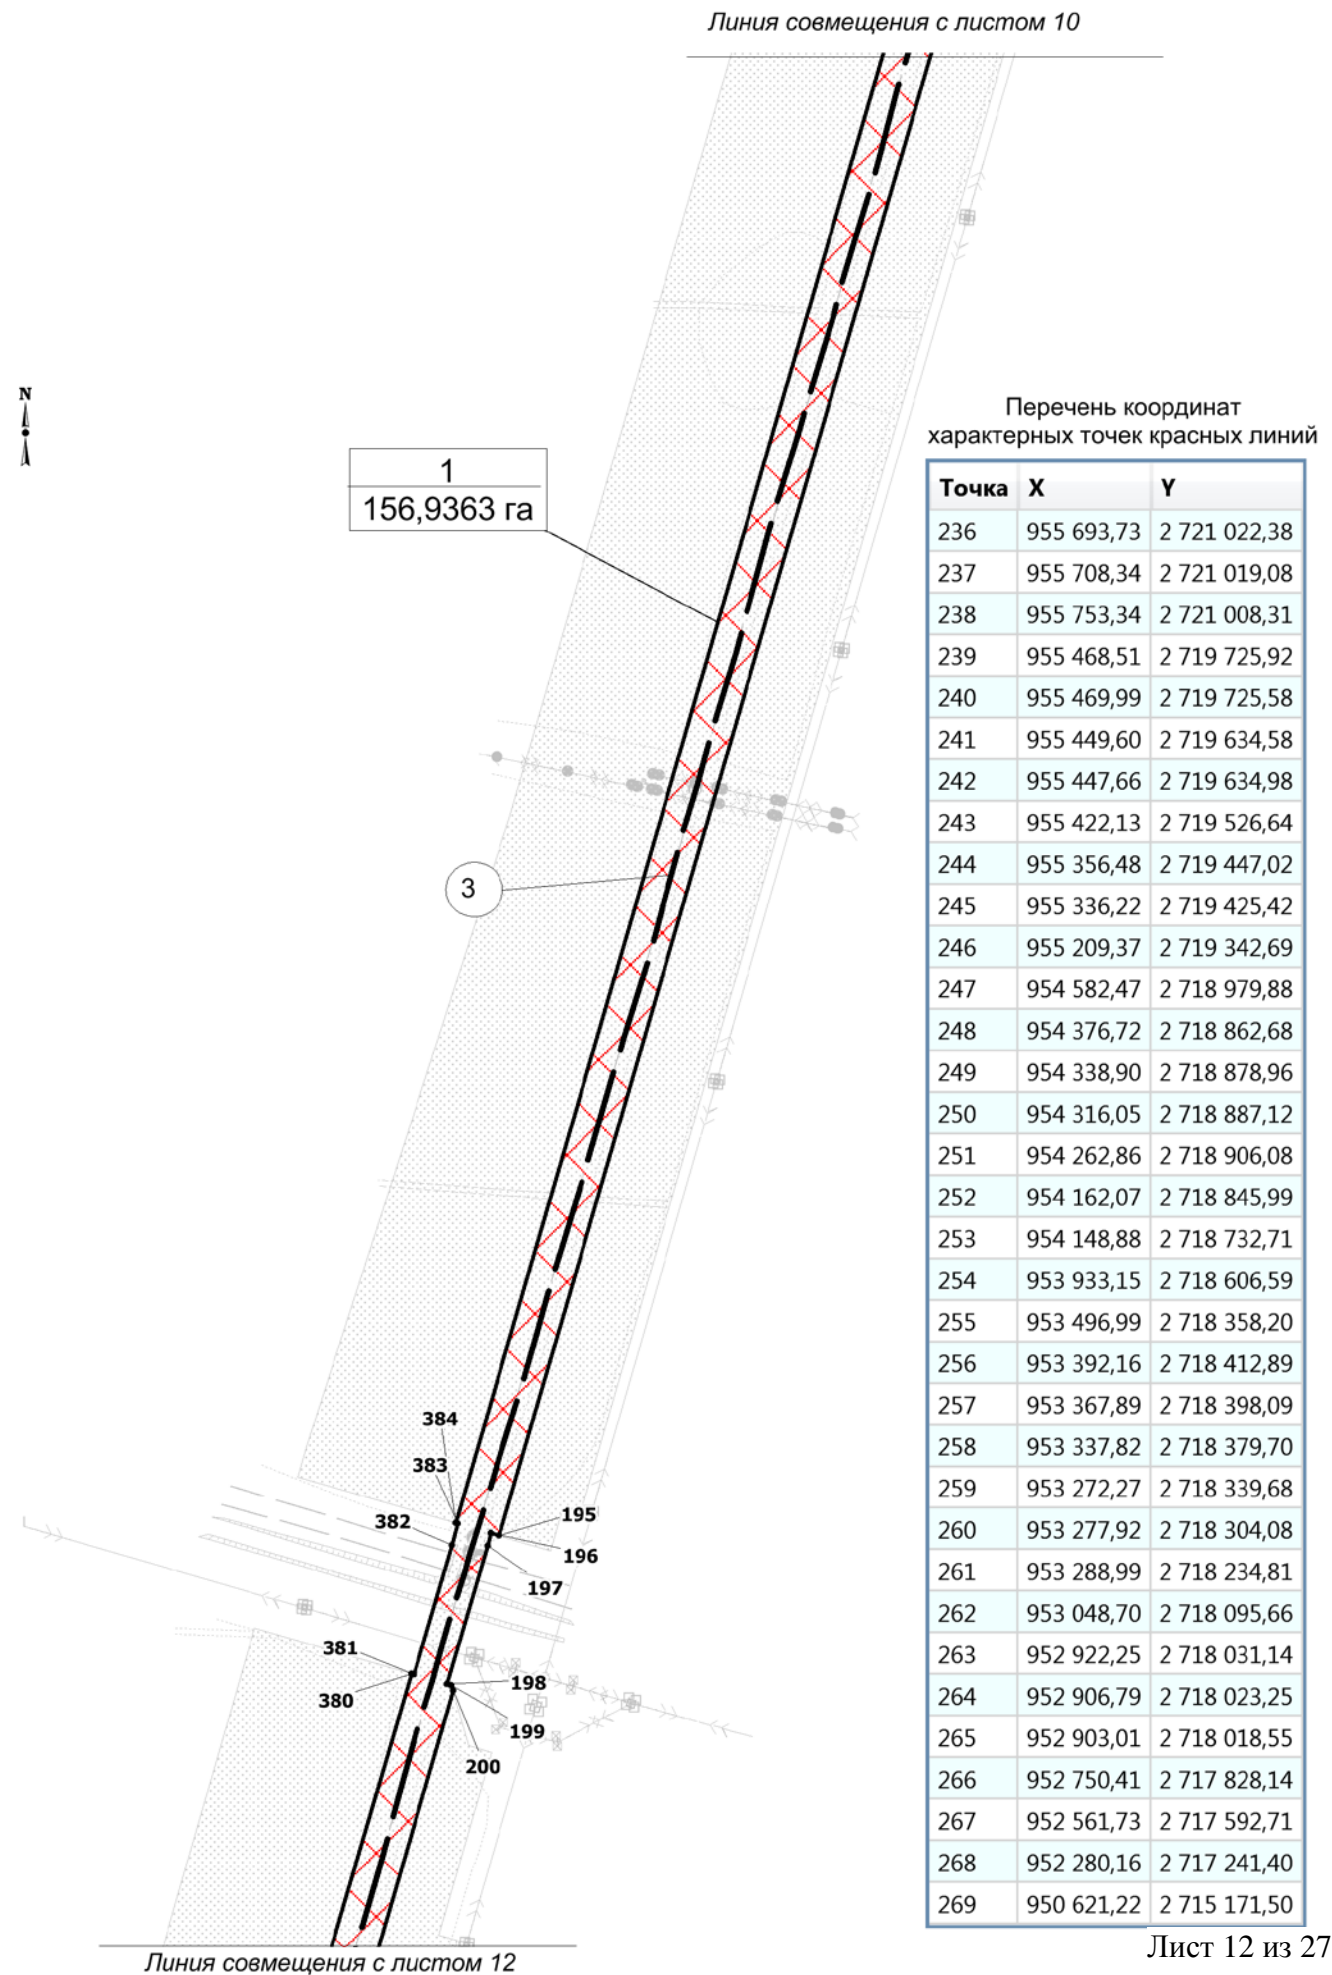 Линия совмещения с листом 10
N
1
156,9363 га
3
384
383
382
381
380
195
196
197
198
199
200
Перечень координат
характерных точек красных линий
Точка X Y
236 955 693,73 2 721 022,38
237 955 708,34 2 721 019,08
238 955 753,34 2 721 008,31
239 955 468,51 2 719 725,92
240 955 469,99 2 719 725,58
241 955 449,60 2 719 634,58
242 955 447,66 2 719 634,98
243 955 422,13 2 719 526,64
244 955 356,48 2 719 447,02
245 955 336,22 2 719 425,42
246 955 209,37 2 719 342,69
247 954 582,47 2 718 979,88
248 954 376,72 2 718 862,68
249 954 338,90 2 718 878,96
250 954 316,05 2 718 887,12
251 954 262,86 2 718 906,08
252 954 162,07 2 718 845,99
253 954 148,88 2 718 732,71
254 953 933,15 2 718 606,59
255 953 496,99 2 718 358,20
256 953 392,16 2 718 412,89
257 953 367,89 2 718 398,09
258 953 337,82 2 718 379,70
259 953 272,27 2 718 339,68
260 953 277,92 2 718 304,08
261 953 288,99 2 718 234,81
262 953 048,70 2 718 095,66
263 952 922,25 2 718 031,14
264 952 906,79 2 718 023,25
265 952 903,01 2 718 018,55
266 952 750,41 2 717 828,14
267 952 561,73 2 717 592,71
268 952 280,16 2 717 241,40
269 950 621,22 2 715 171,50
Линия совмещения с листом 12
Лист 12 из 27